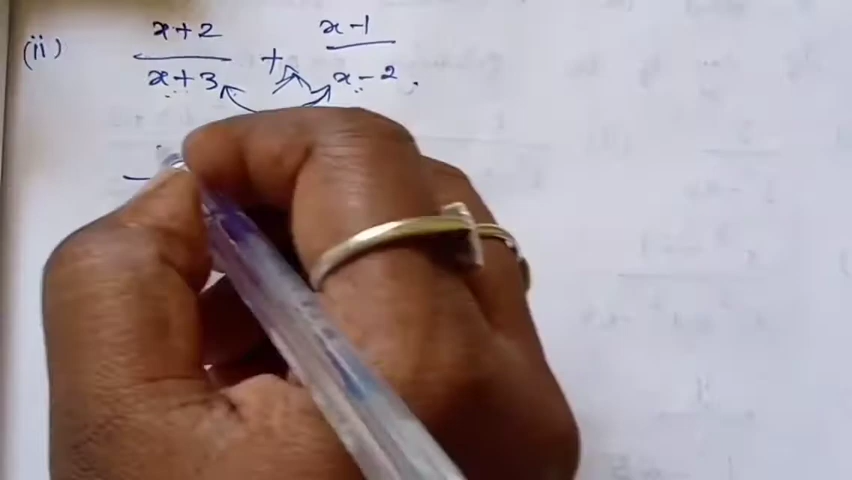 (ii) x+2/x+3 + x-1/x-2 .